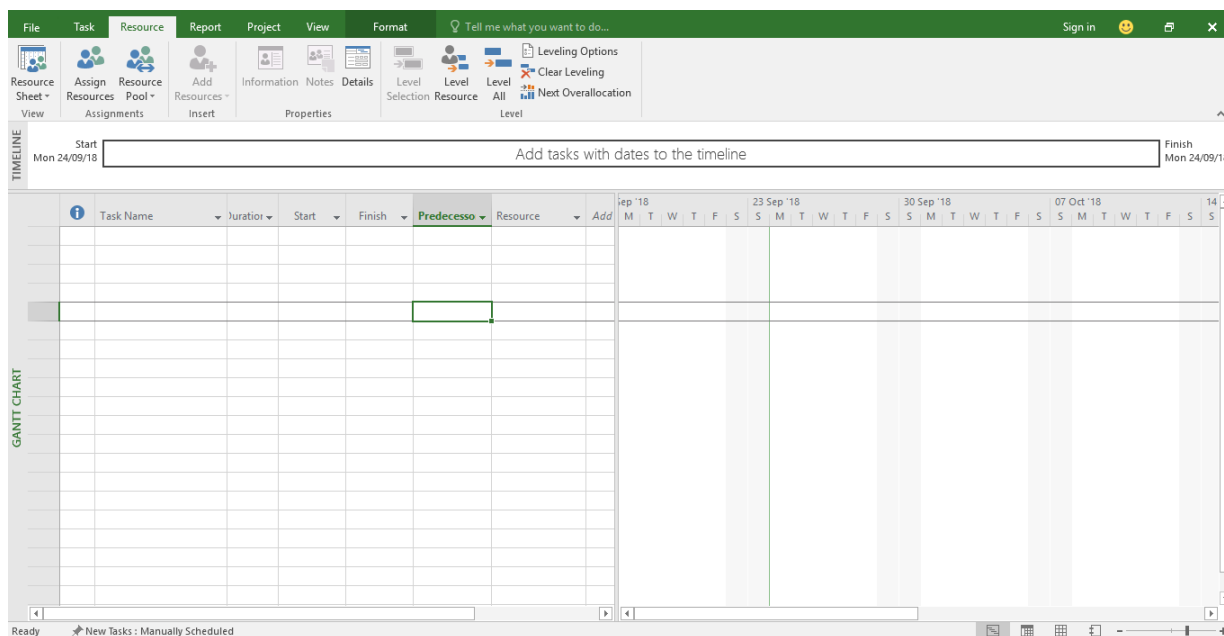 File Task Resource Report Project View Format Tell me what you want to do... Sign in
Resource Sheet
Assign Resources
Resource Pool
Add Resources
Information
Notes
Details
Level Selection
Level Resource
Level All
Leveling Options
Clear Leveling
Next Overallocation
View Assignments Insert Properties Level
TIMELINE
Start
Mon 24/09/18
Add tasks with dates to the timeline
Finish
Mon 24/09/1
GANTT CHART
Task Name Start Finish Predecesso Resource Add
Sep '18 23 Sep '18 30 Sep '18 07 Oct '18 14
M T W T F S S M T W T F S S M T W T F S S M T W T F S S
Ready New Tasks : Manually Scheduled